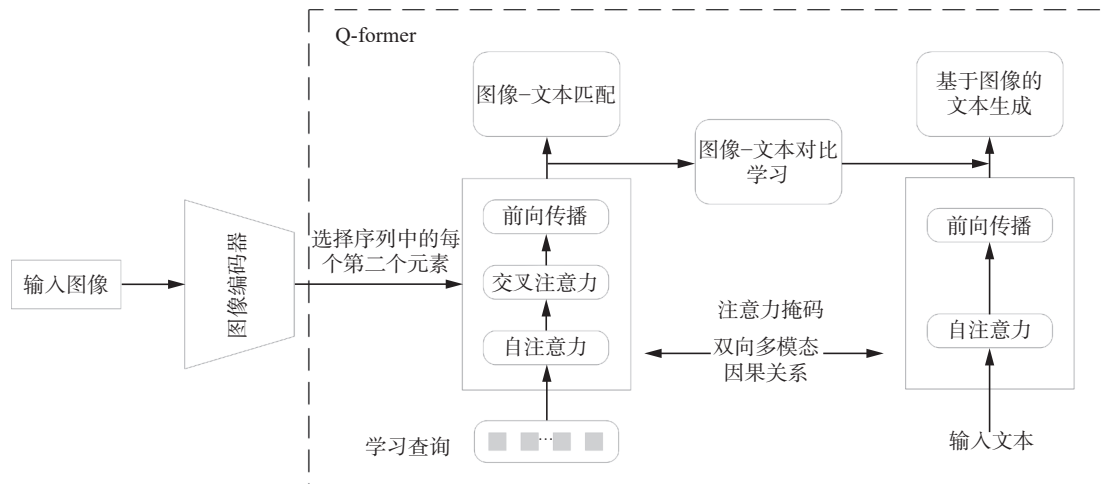 Q-former
图像–文本匹配
基于图像的
文本生成
图像–文本对比
学习
输入图像
图像编码器
选择序列中的每
个第二个元素
前向传播
交叉注意力
自注意力
注意力掩码
双向多模态
因果关系
前向传播
自注意力
学习查询
...
输入文本